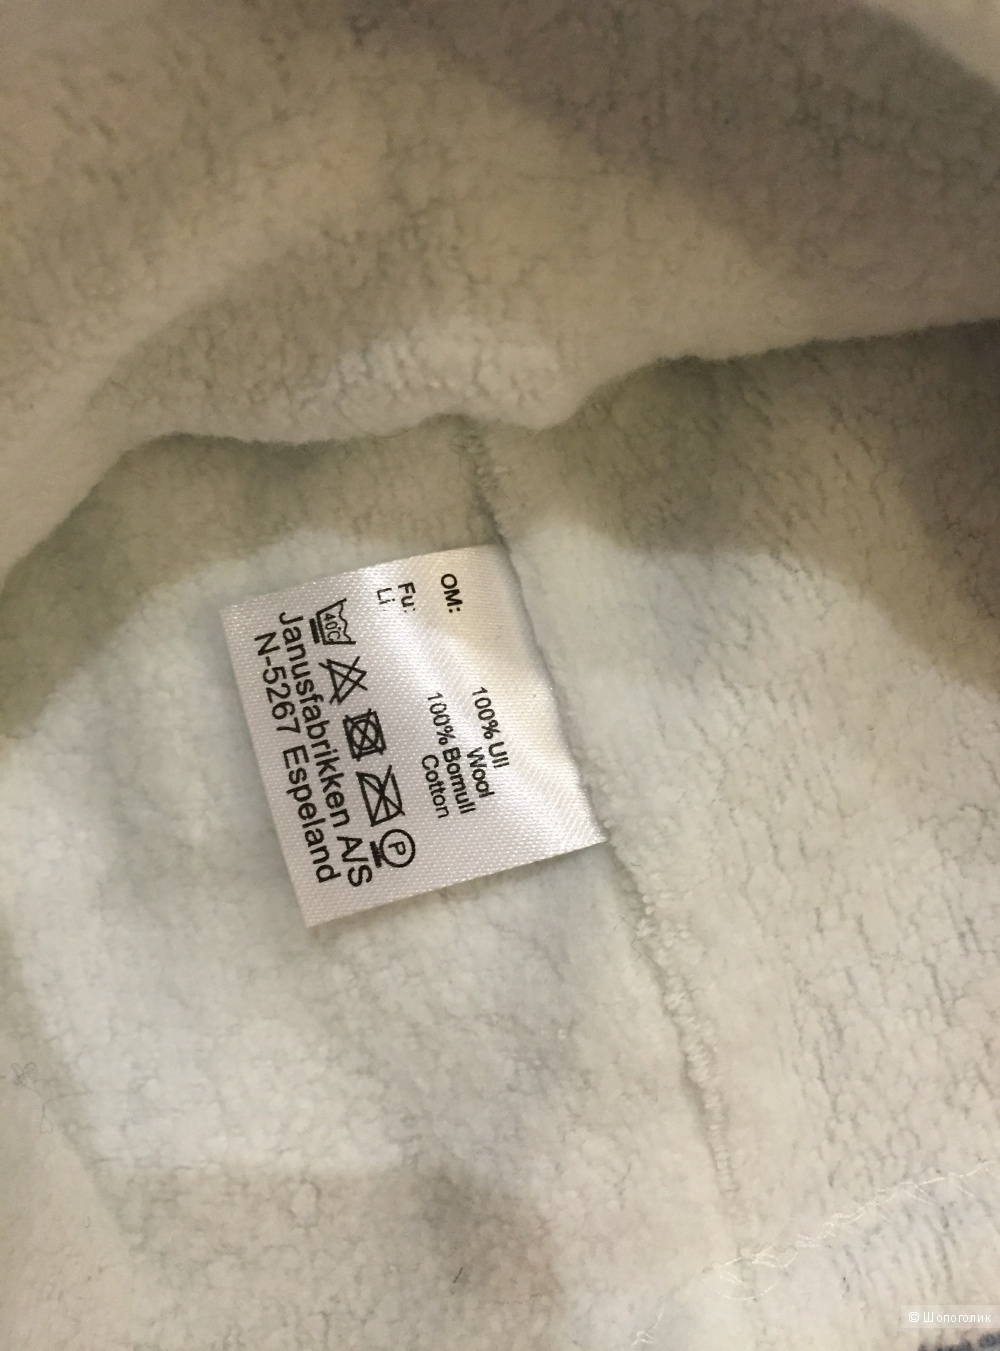 OM:
100% Ull
Wool
Fu:
100% Bomull
Li
Cotton
40°C
P
Janusfabrikken A/S
N-5267 Espeland
© Шопоголик